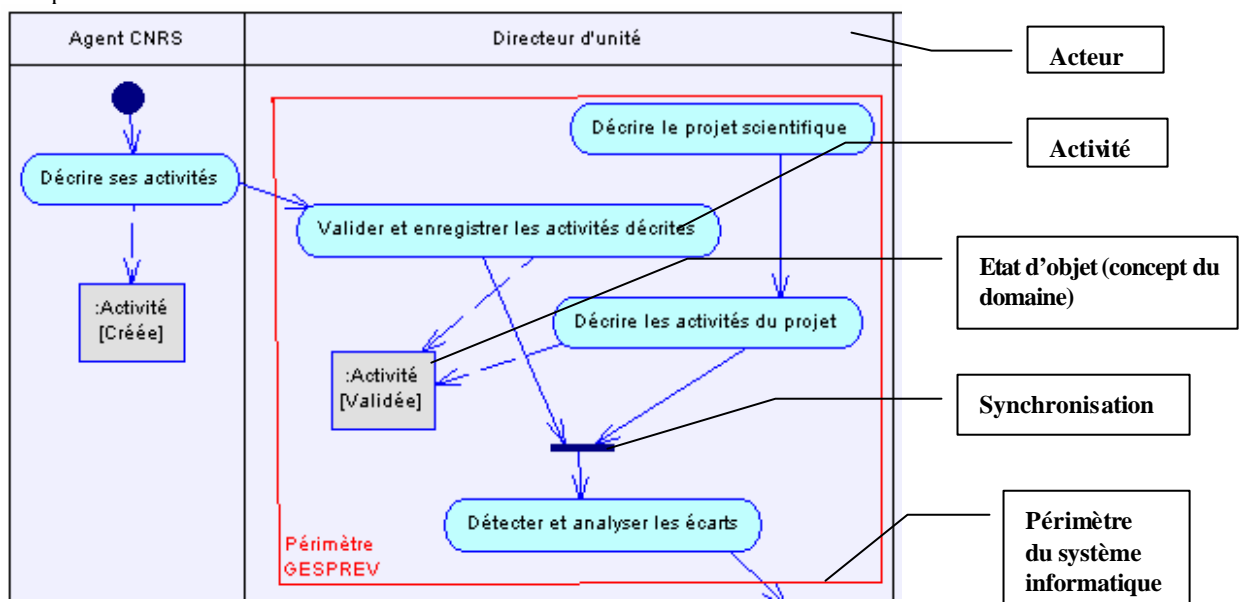 Agent CNRS
Directeur d'unité
Acteur
Décrire le projet scientifique
Activité
Décrire ses activités
Valider et enregistrer les activités décrites
Etat d'objet (concept du
domaine)
:Activité
[Créée]
Décrire les activités du projet
:Activité
[Validée]
Synchronisation
Détecter et analyser les écarts
Périmètre
GESPREV
Périmètre
du système
informatique